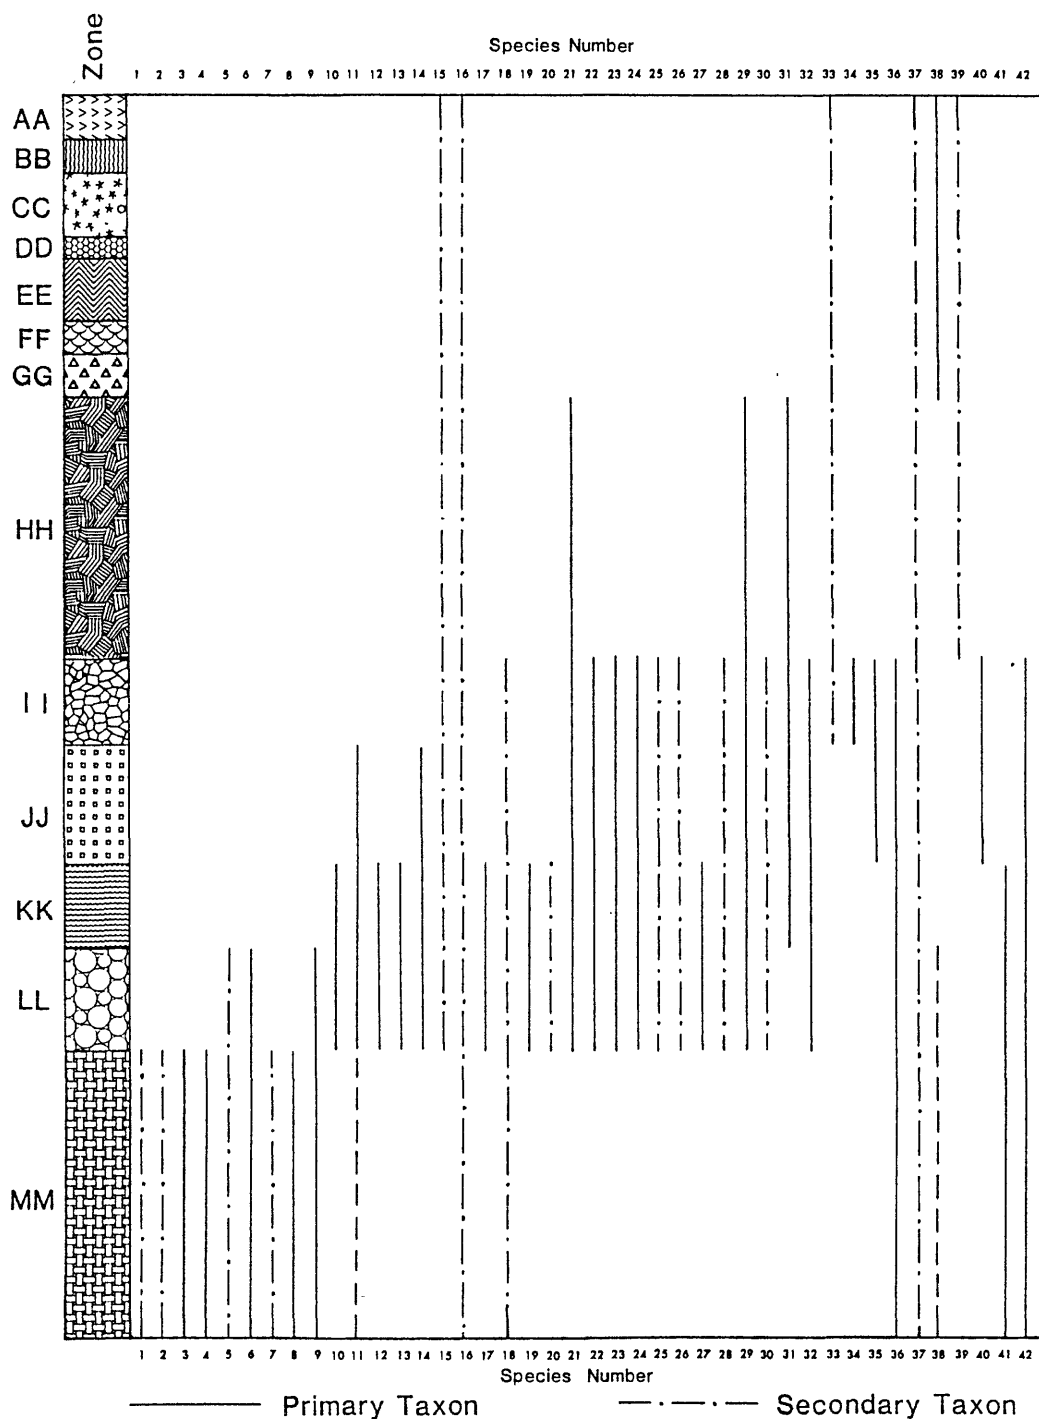 Species Number
Zone 1 2 3 4 5 6 7 8 9 10 11 12 13 14 15 16 17 18 19 20 21 22 23 24 25 26 27 28 29 30 31 32 33 34 35 36 37 38 39 40 41 42
AA
BB
CC
DD
EE
FF
GG
HH
II
JJ
KK
LL
MM
1 2 3 4 5 6 7 8 9 10 11 12 13 14 15 16 17 18 19 20 21 22 23 24 25 26 27 28 29 30 31 32 33 34 35 36 37 38 39 40 41 42
Species Number
Primary Taxon Secondary Taxon